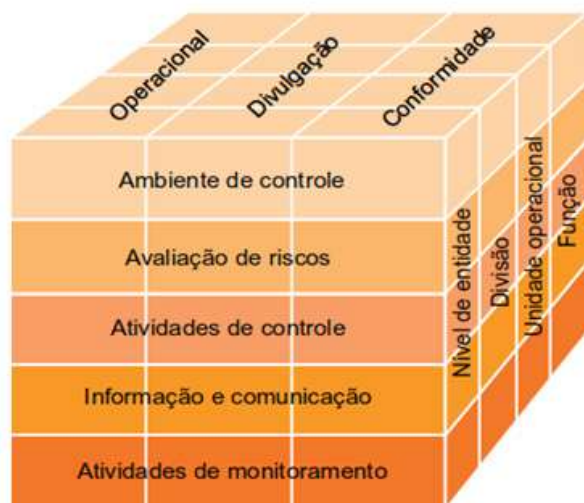 Operacional
Divulgação
Conformidade
Ambiente de controle
Avaliação de riscos
Atividades de controle
Informação e comunicação
Atividades de monitoramento
Nível de entidade
Divisão
Unidade operacional
Função